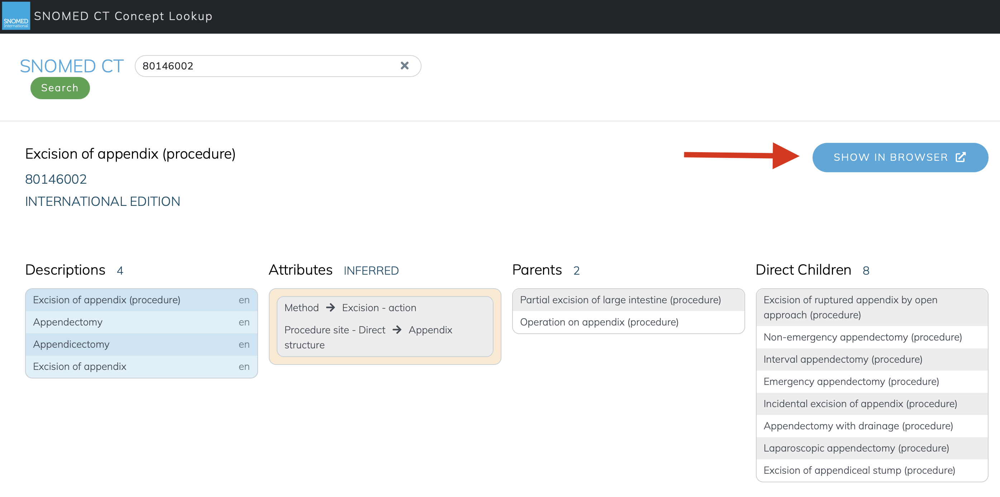 SNOMED
International
SNOMED CT Concept Lookup
SNOMED CT
80146002
Search
Excision of appendix (procedure)
SHOW IN BROWSER
80146002
INTERNATIONAL EDITION
Descriptions 4
Excision of appendix (procedure) en
Appendectomy en
Appendicectomy en
Excision of appendix en
Attributes INFERRED
Method → Excision - action
Procedure site - Direct → Appendix
structure
Parents 2
Partial excision of large intestine (procedure)
Operation on appendix (procedure)
Direct Children 8
Excision of ruptured appendix by open
approach (procedure)
Non-emergency appendectomy (procedure)
Interval appendectomy (procedure)
Emergency appendectomy (procedure)
Incidental excision of appendix (procedure)
Appendectomy with drainage (procedure)
Laparoscopic appendectomy (procedure)
Excision of appendiceal stump (procedure)